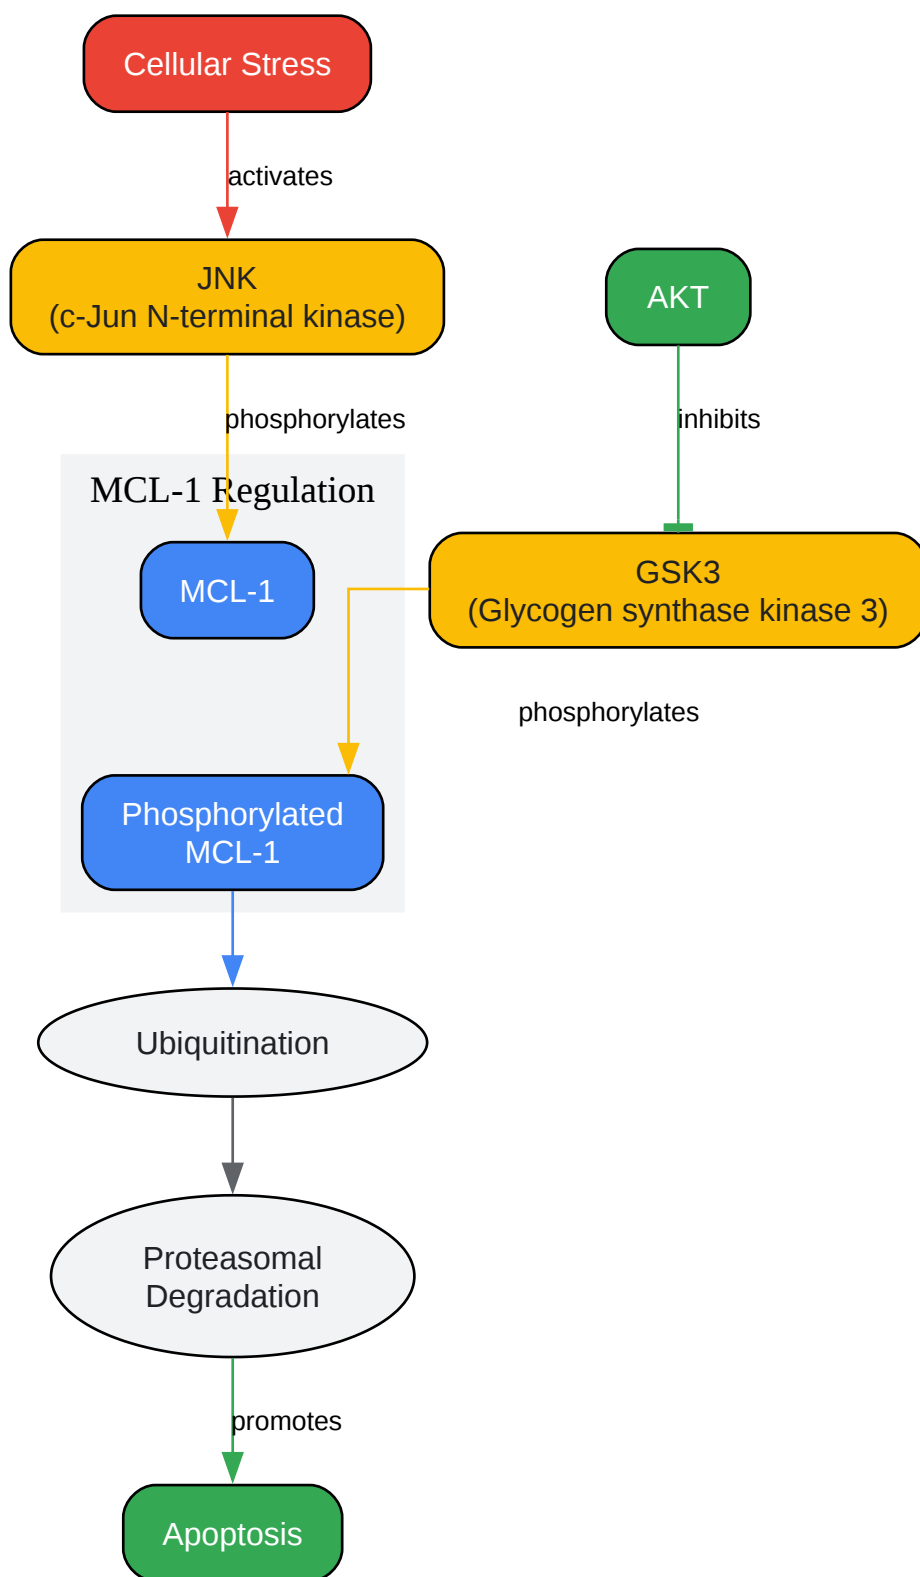 Cellular Stress
activates
JNK
(c-Jun N-terminal kinase)
AKT
phosphorylates
inhibits
MCL-1 Regulation
MCL-1
GSK3
(Glycogen synthase kinase 3)
phosphorylates
Phosphorylated
MCL-1
Ubiquitination
Proteasomal
Degradation
promotes
Apoptosis